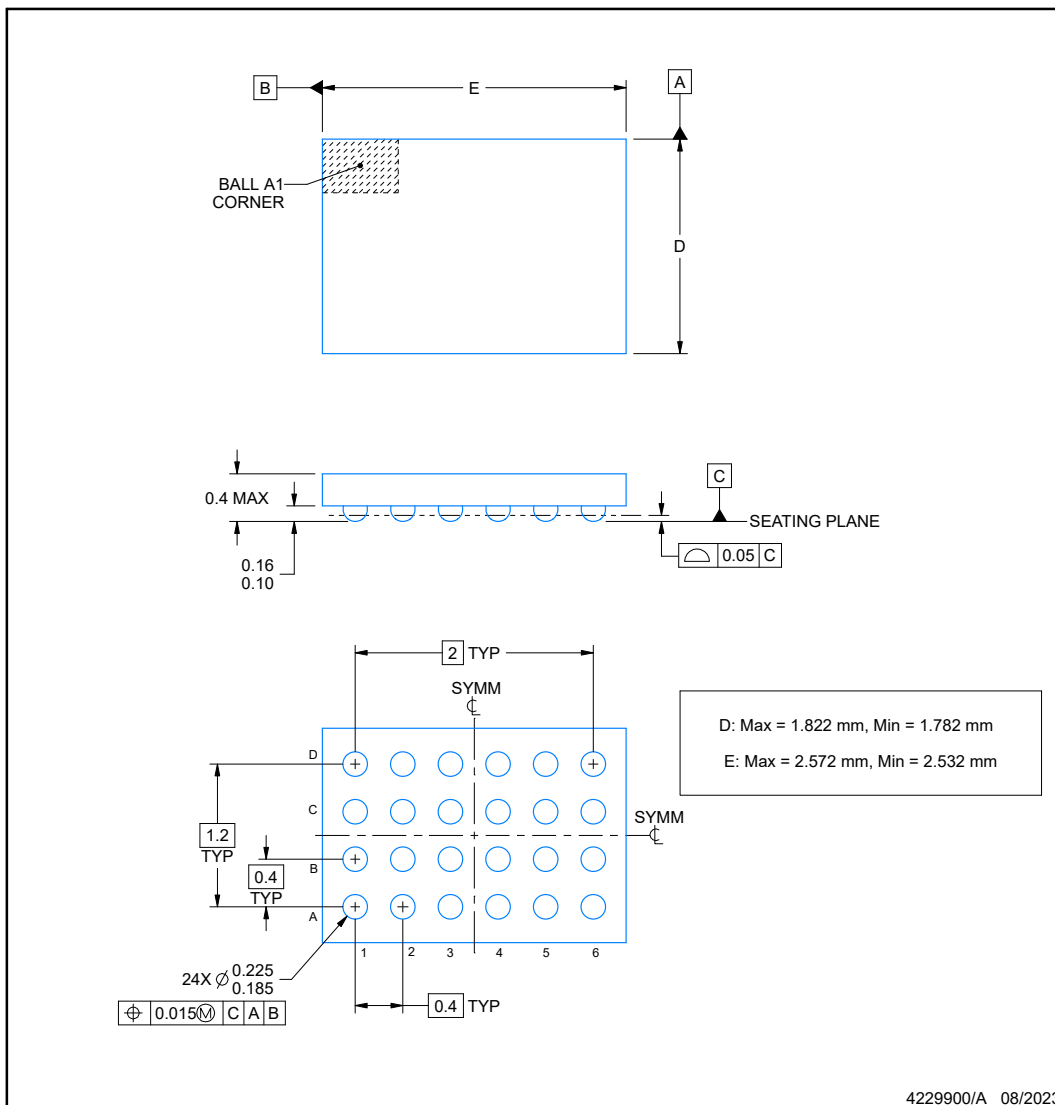 B
E
A
BALL A1
CORNER
D
0.4 MAX
C
SEATING PLANE
0.05 C
0.16
0.10
2 TYP
SYMM
℄
D: Max = 1.822 mm, Min = 1.782 mm
E: Max = 2.572 mm, Min = 2.532 mm
D
C
SYMM
℄
1.2
TYP
B
0.4
TYP
A
1 2 3 4 5 6
24X ∅ 0.225
0.185
⌖ 0.015Ⓜ C A B
0.4 TYP
4229900/A 08/2023